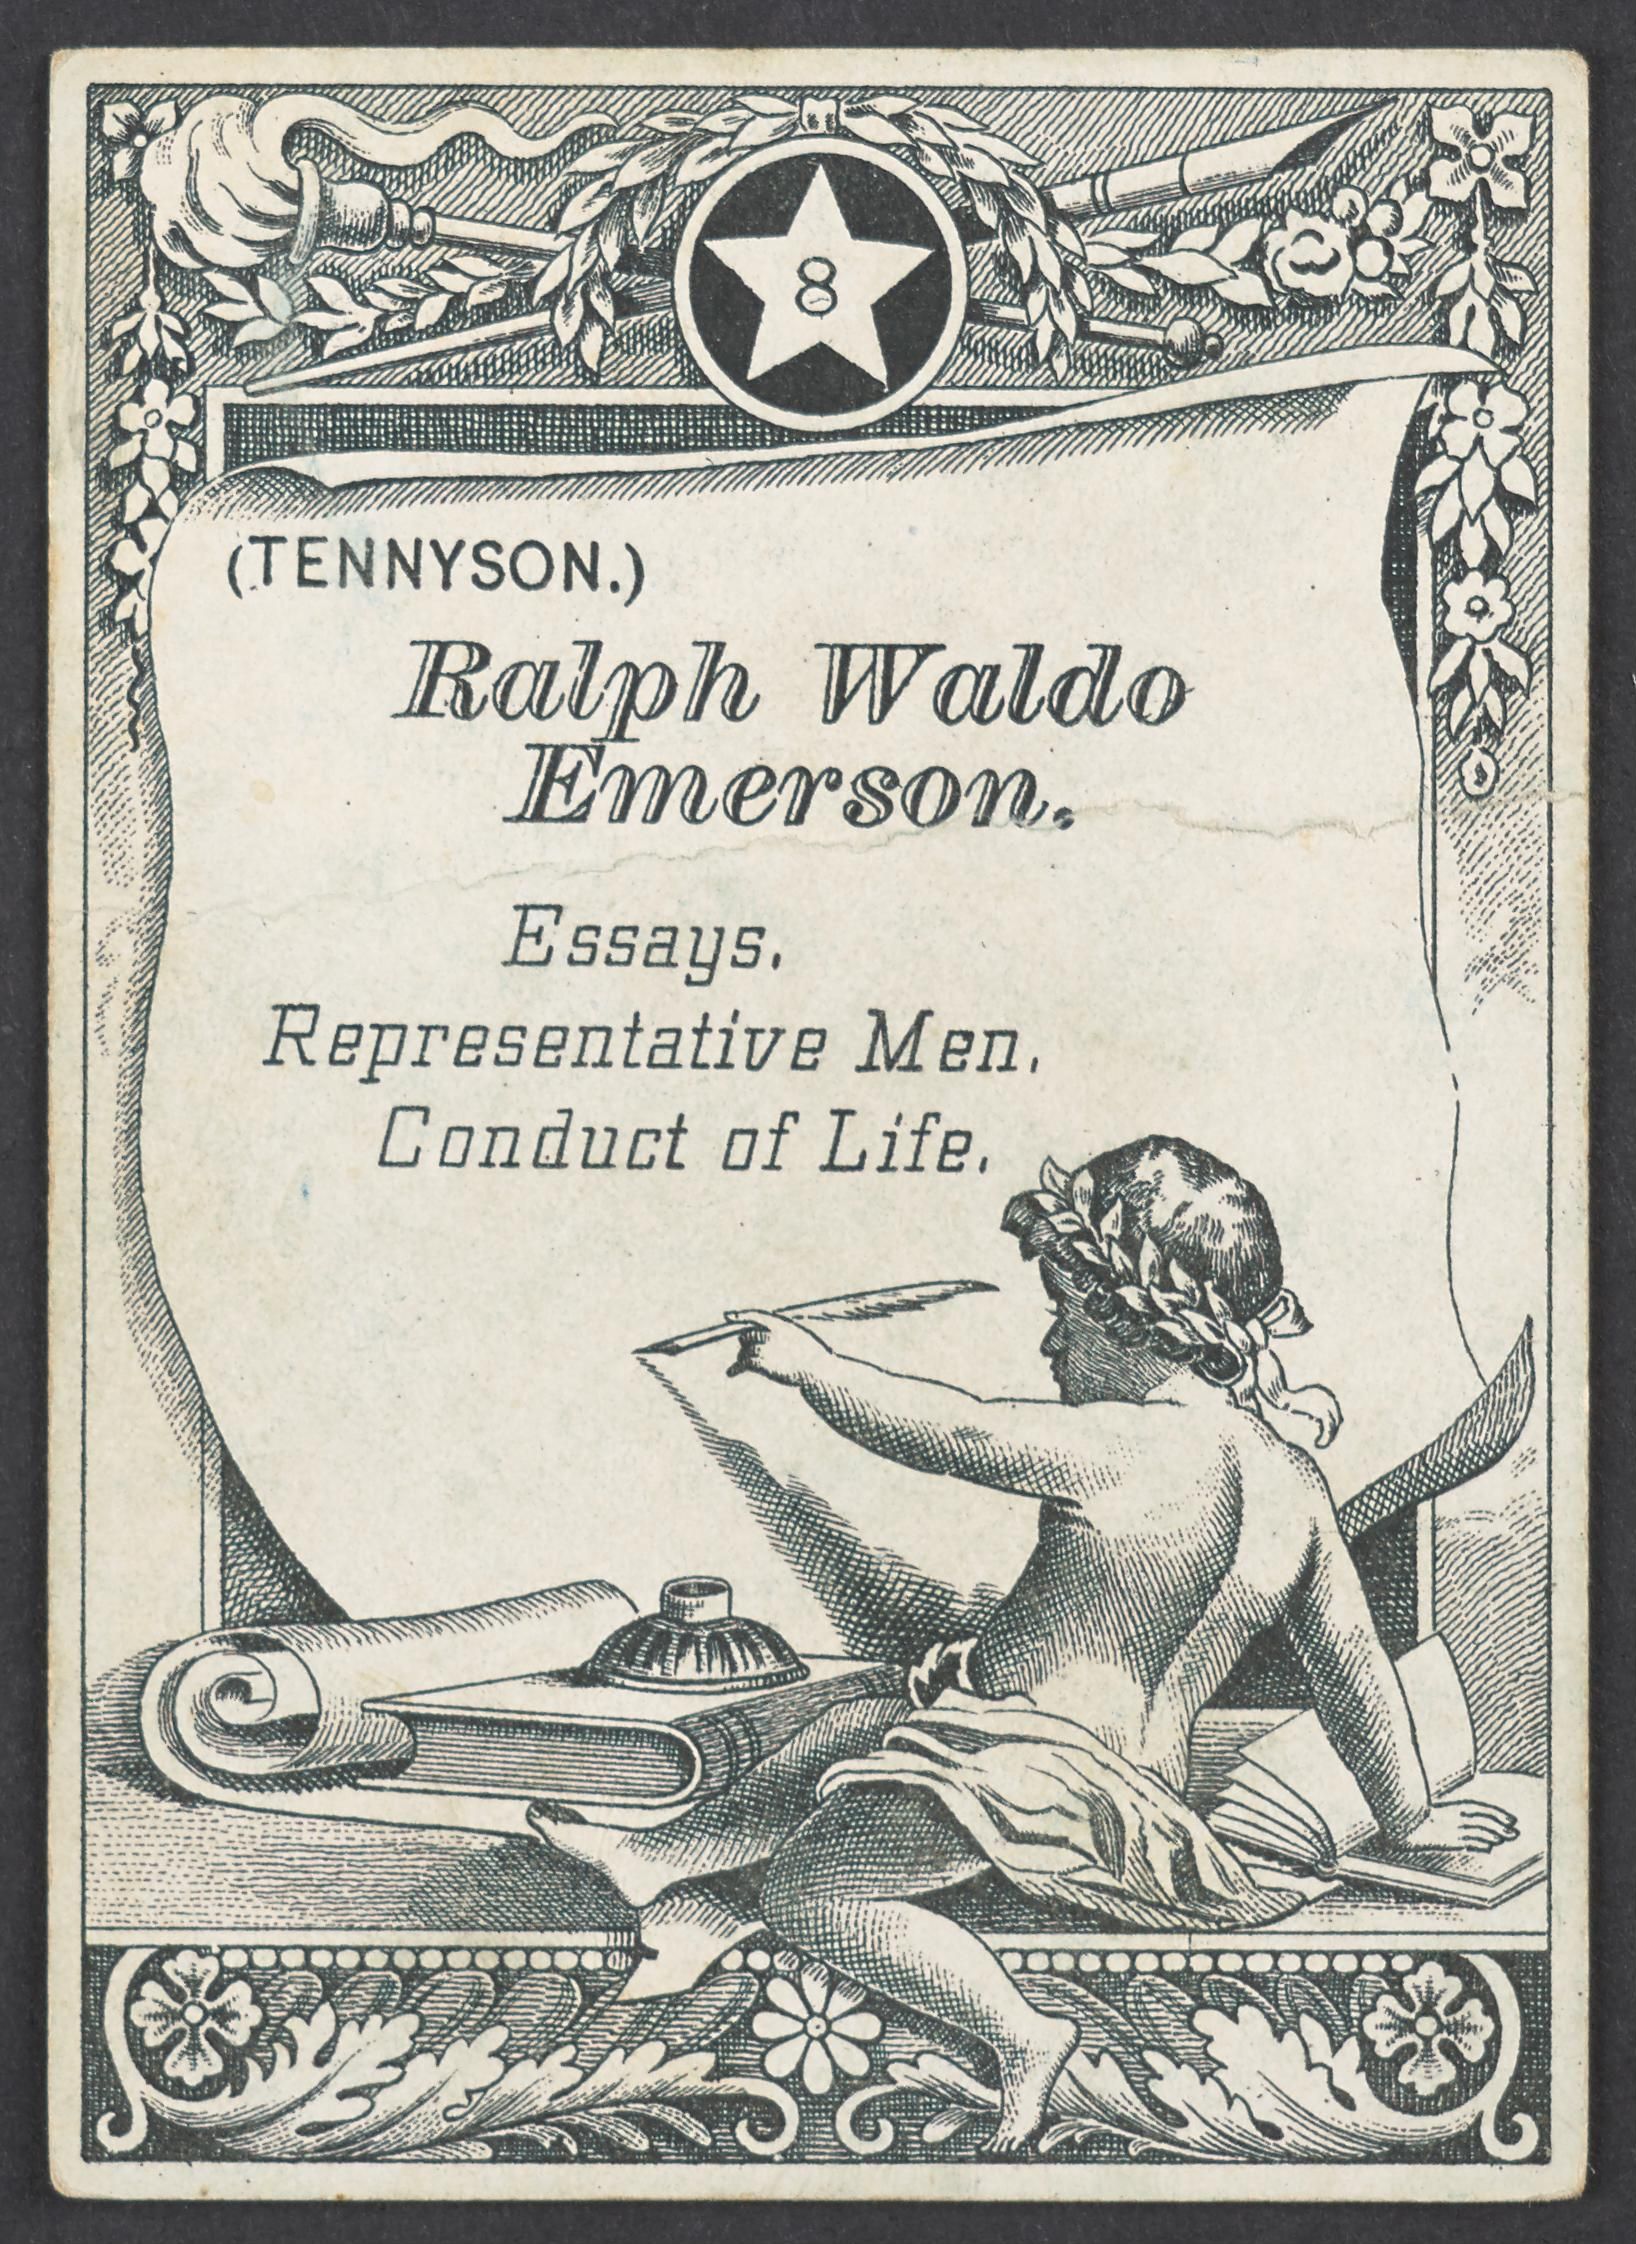 8
(TENNYSON.)
Ralph Waldo
Emerson.
Essays.
Representative Men.
Conduct of Life.